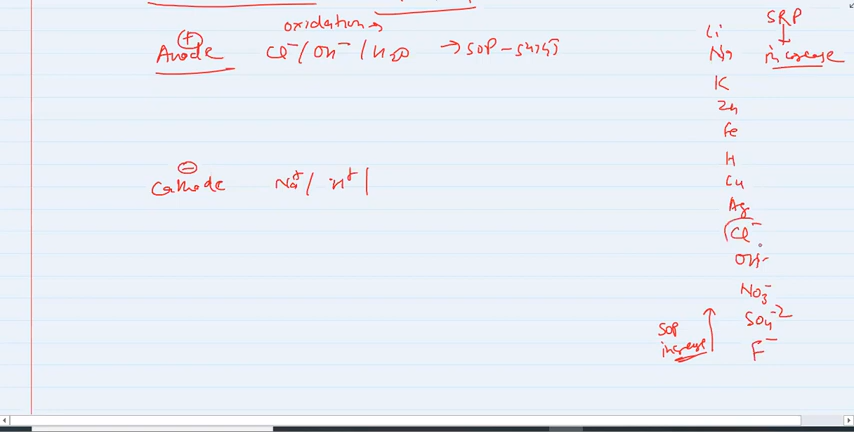 oxidation
(+)
Anode Cl⁻/ OH⁻ / H₂O → SOP -
(-)
Cathode Na⁺/ H⁺ |
SRP
↓
increase
Li
Na
K
Zn
Fe
H
Cu
Ag
Cl⁻
OH⁻
NO₃⁻
SO₄⁻²
F⁻
SOP
increase